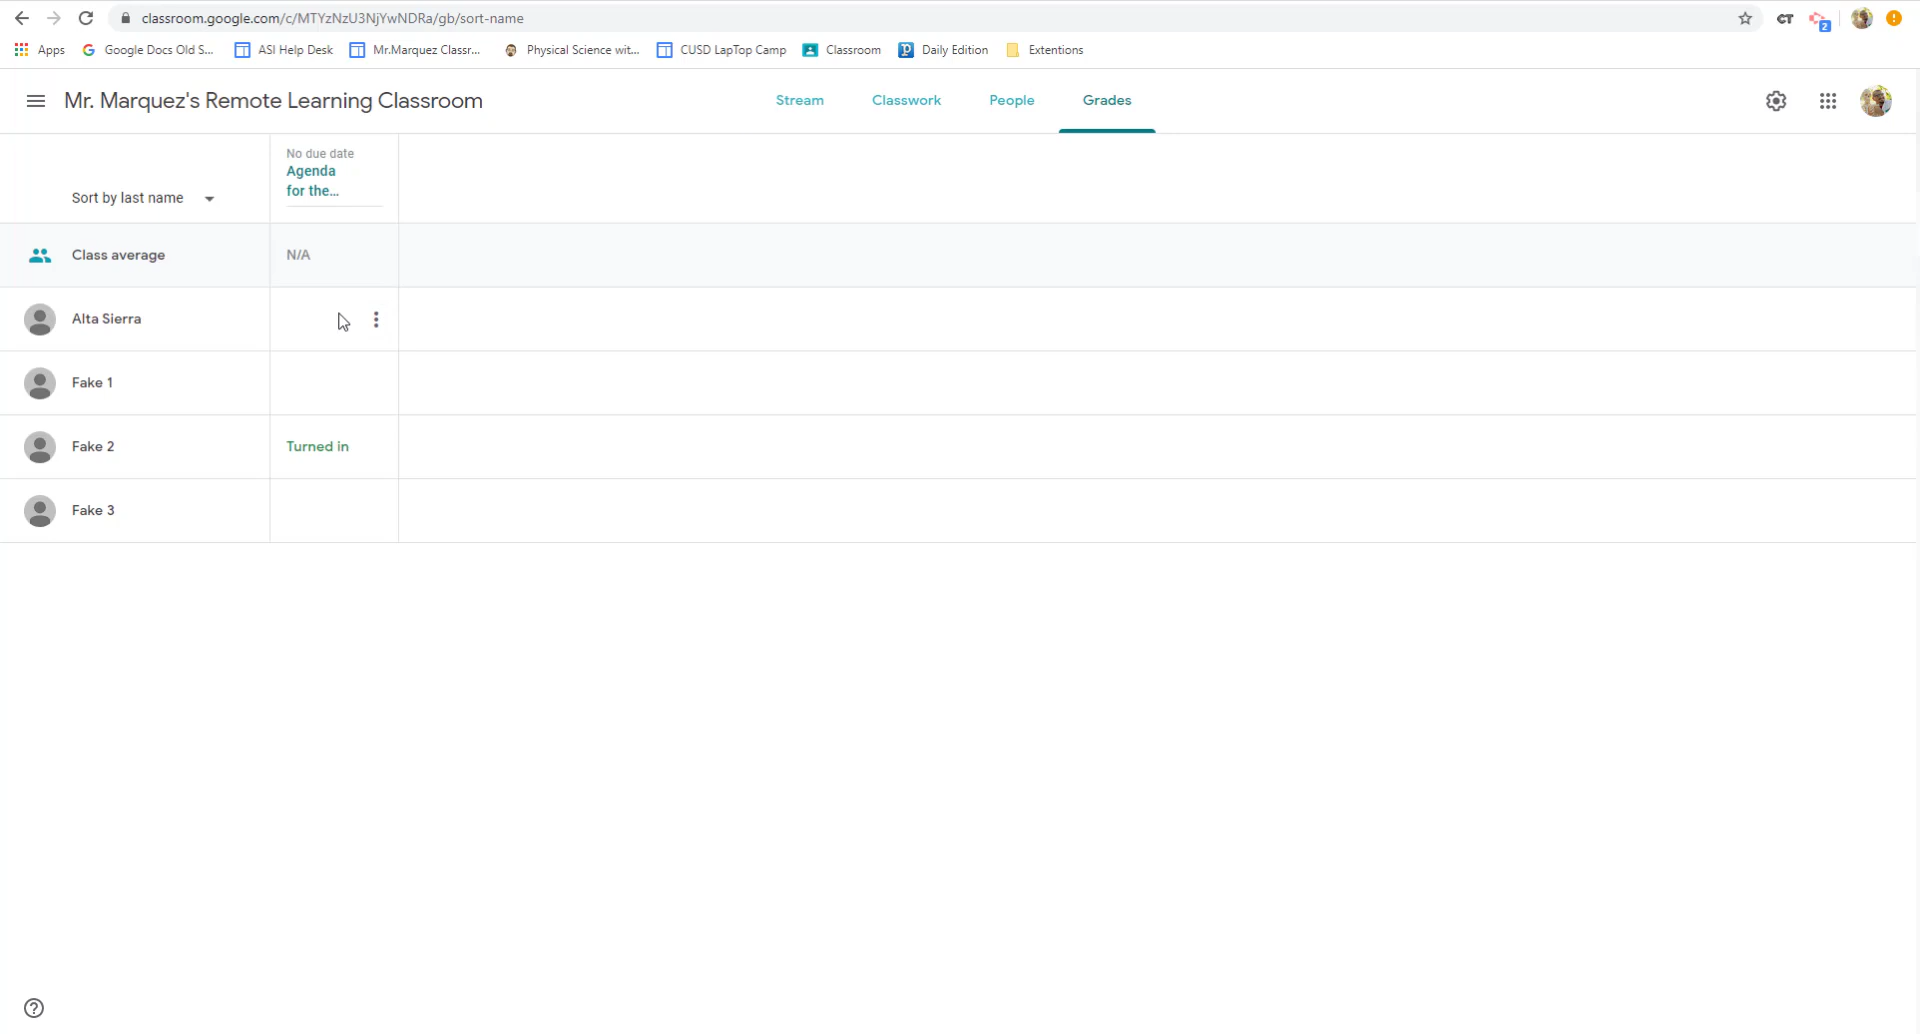 classroom.google.com/c/MTYzNzU3NjYwNDRa/gb/sort-name
CT
2
Apps
Google Docs Old S...
ASI Help Desk
Mr.Marquez Classr...
Physical Science wit...
CUSD LapTop Camp
Classroom
Daily Edition
Extentions
Mr. Marquez's Remote Learning Classroom
Stream
Classwork
People
Grades
No due date
Agenda
for the...
Sort by last name
Class average
N/A
Alta Sierra
Fake 1
Fake 2
Turned in
Fake 3